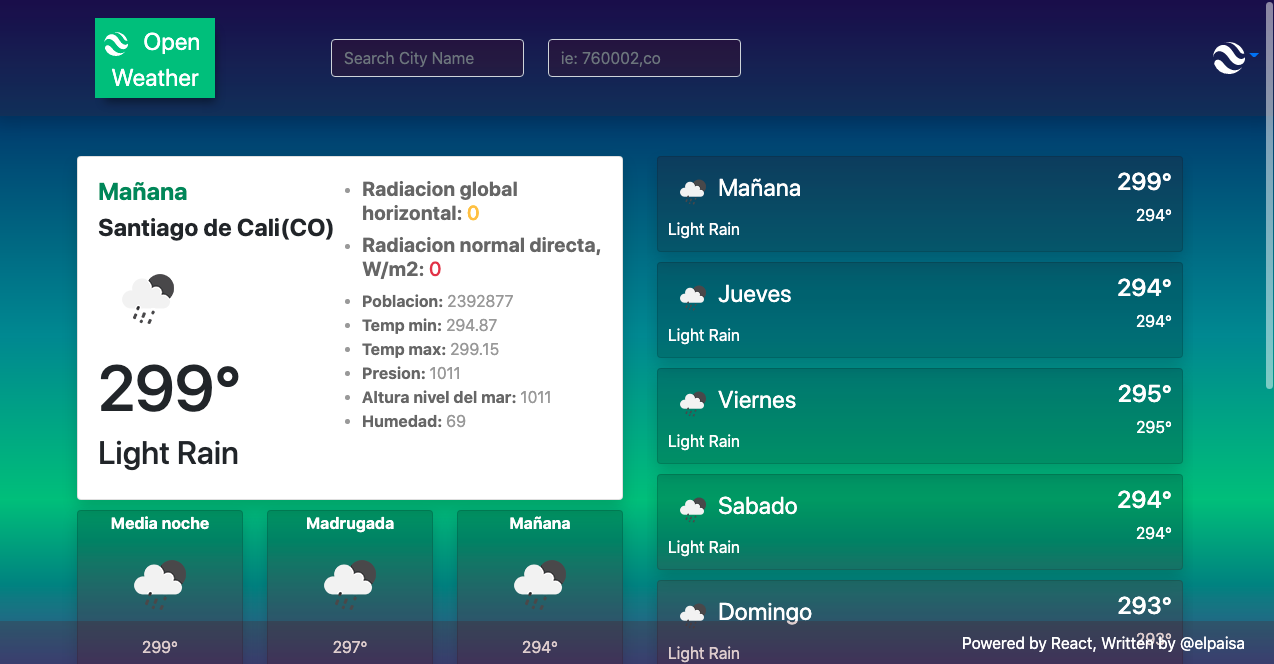 Open
Weather
Search City Name
ie: 760002,co
Mañana
Santiago de Cali(CO)
299°
Light Rain
Radiacion global
horizontal: 0
Radiacion normal directa,
W/m2: 0
Poblacion: 2392877
Temp min: 294.87
Temp max: 299.15
Presion: 1011
Altura nivel del mar: 1011
Humedad: 69
Media noche
299°
Madrugada
297°
Mañana
294°
Mañana
299°
294°
Light Rain
Jueves
294°
294°
Light Rain
Viernes
295°
295°
Light Rain
Sabado
294°
294°
Light Rain
Domingo
293°
293°
Light Rain
Powered by React, Written by @elpaisa